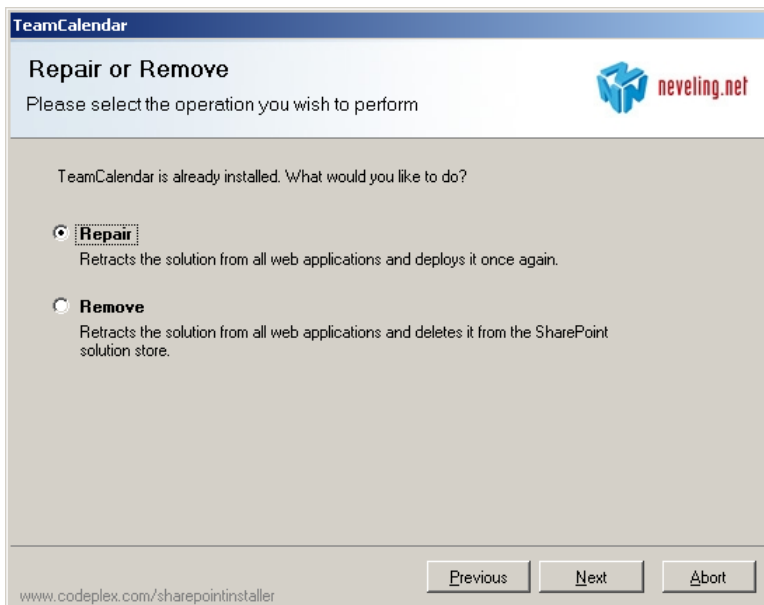 TeamCalendar
Repair or Remove
Please select the operation you wish to perform
neveling.net
TeamCalendar is already installed. What would you like to do?
Repair
Retracts the solution from all web applications and deploys it once again.
Remove
Retracts the solution from all web applications and deletes it from the SharePoint
solution store.
Previous
Next
Abort
www.codeplex.com/sharepointinstaller